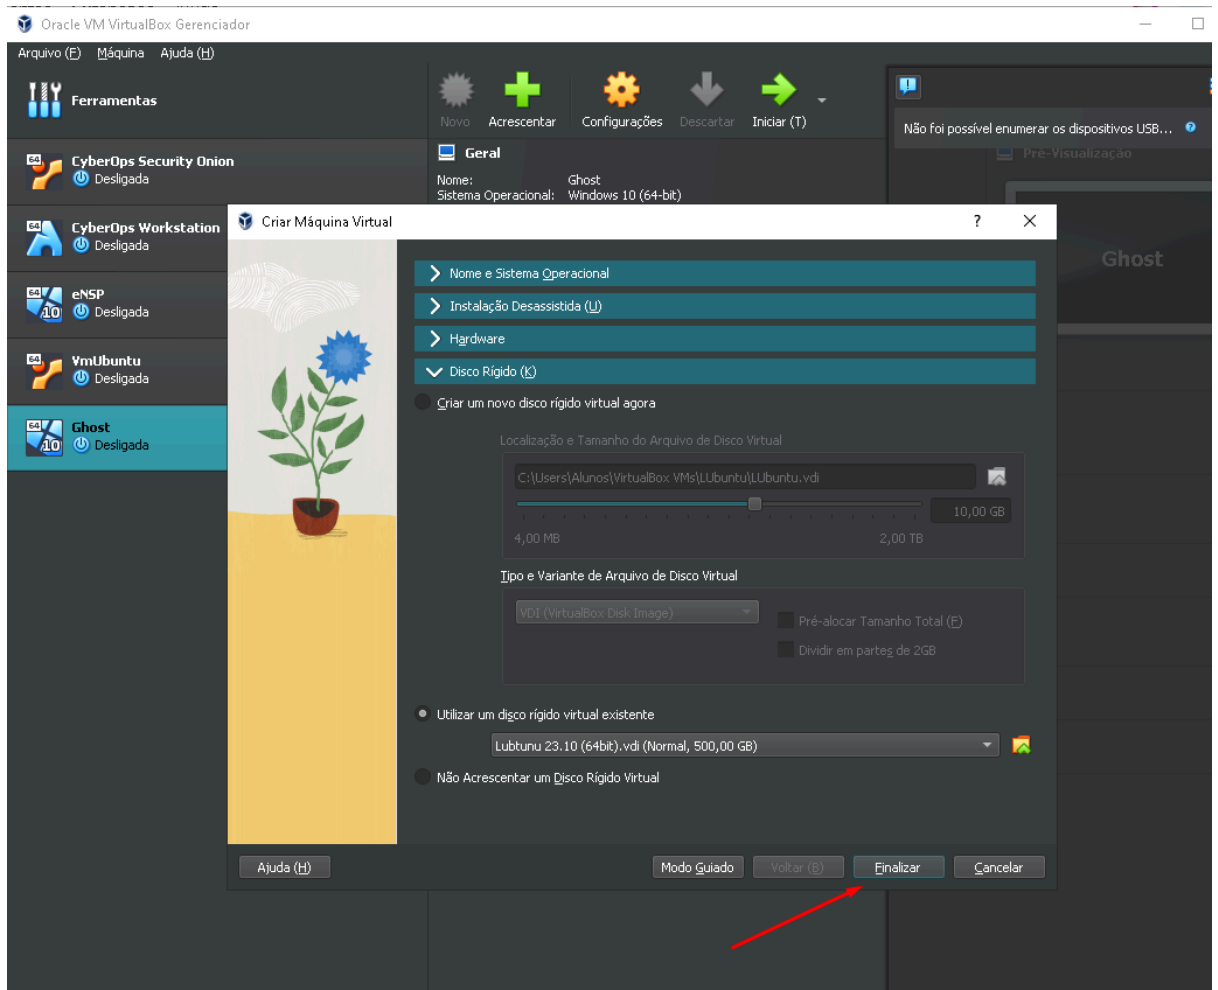 Oracle VM VirtualBox Gerenciador
Arquivo (F) Máquina Ajuda (H)
Ferramentas
Novo Acrescentar Configurações Descartar Iniciar (T)
Não foi possível enumerar os dispositivos USB...
64
CyberOps Security Onion
Desligada
64
CyberOps Workstation
Desligada
64
10
eNSP
Desligada
64
VmUbuntu
Desligada
64
10
Ghost
Desligada
Geral
Nome: Ghost
Sistema Operacional: Windows 10 (64-bit)
Pré-Visualização
Ghost
Criar Máquina Virtual
?
Nome e Sistema Operacional
Instalação Desassistida (U)
Hardware
Disco Rígido (K)
Criar um novo disco rígido virtual agora
Localização e Tamanho do Arquivo de Disco Virtual
C:\Users\Alunos\VirtualBox VMs\LUbuntu\LUbuntu.vdi
10,00 GB
4,00 MB 2,00 TB
Tipo e Variante de Arquivo de Disco Virtual
VDI (VirtualBox Disk Image)
Pré-alocar Tamanho Total (F)
Dividir em partes de 2GB
Utilizar um disco rígido virtual existente
Lubtunu 23.10 (64bit).vdi (Normal, 500,00 GB)
Não Acrescentar um Disco Rígido Virtual
Ajuda (H) Modo Guiado Voltar (B) Finalizar Cancelar